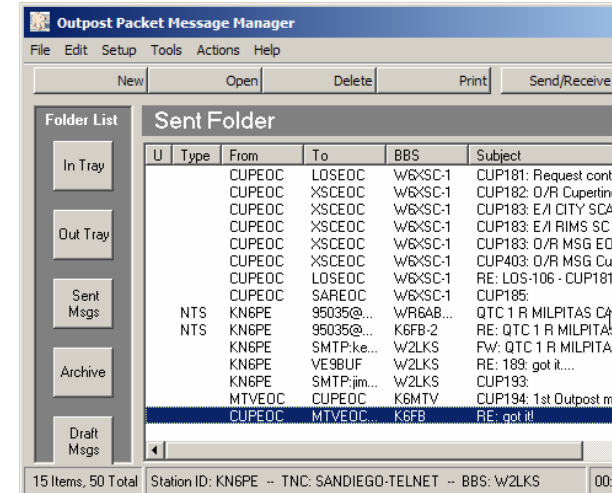 Outpost Packet Message Manager
File Edit Setup Tools Actions Help
New Open Delete Print Send/Receive
Folder List
Sent Folder
In Tray
Out Tray
Sent Msgs
Archive
Draft Msgs
U Type From To BBS Subject
CUPEOC LOSEOC W6XSC-1 CUP181: Request cont
CUPEOC XSCEOC W6XSC-1 CUP182: O/R Cupertin
CUPEOC XSCEOC W6XSC-1 CUP183: E/I CITY SCA
CUPEOC XSCEOC W6XSC-1 CUP183: E/I RIMS SC
CUPEOC XSCEOC W6XSC-1 CUP183: O/R MSG EO
CUPEOC XSCEOC W6XSC-1 CUP403: O/R MSG Cu
CUPEOC LOSEOC W6XSC-1 RE: LOS-106 - CUP181
CUPEOC SAREOC W6XSC-1 CUP185:
NTS KN6PE 95035@... WR6AB... QTC 1 R MILPITAS CA
NTS KN6PE 95035@... K6FB-2 RE: QTC 1 R MILPITAS
KN6PE SMTP:ke... W2LKS FW: QTC 1 R MILPITA
KN6PE VE9BUF W2LKS RE: 189: got it....
KN6PE SMTP:jim... W2LKS CUP193:
MTVEOC CUPEOC K6MTV CUP194: 1st Outpost m
CUPEOC MTVEOC... K6FB RE: got it!
15 Items, 50 Total Station ID: KN6PE -- TNC: SANDIEGO-TELNET -- BBS: W2LKS 00: